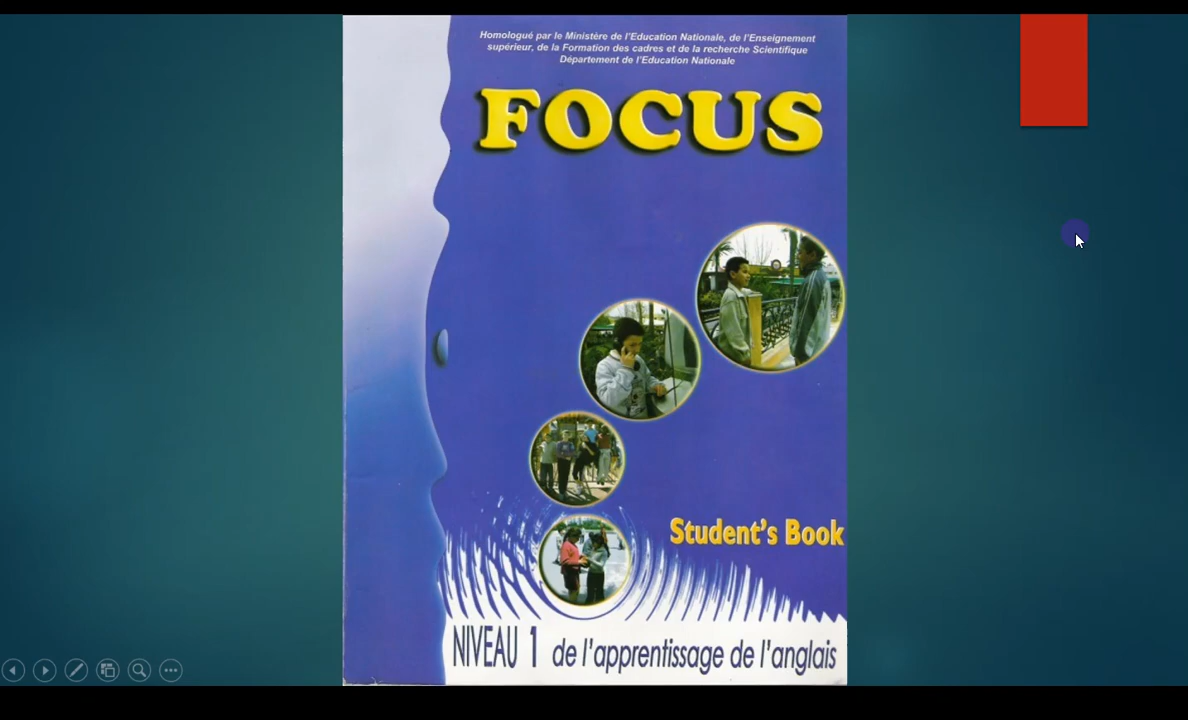 Homologué par le Ministère de l'Education Nationale, de l'Enseignement
supérieur, de la Formation des cadres et de la recherche Scientifique
Département de l'Education Nationale
FOCUS
Student's Book
NIVEAU 1 de l'apprentissage de l'anglais